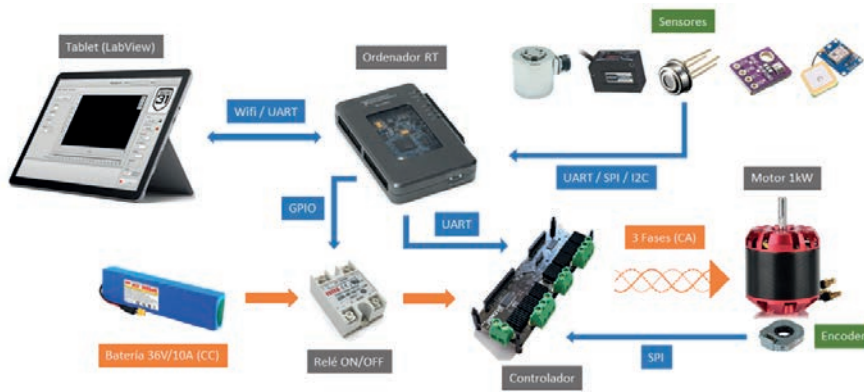 Tablet (LabView)
Ordenador RT
Sensores
Wifi / UART
UART / SPI / I2C
Motor 1kW
GPIO
UART
3 Fases (CA)
Batería 36V/10A (CC)
Relé ON/OFF
Controlador
SPI
Encoder